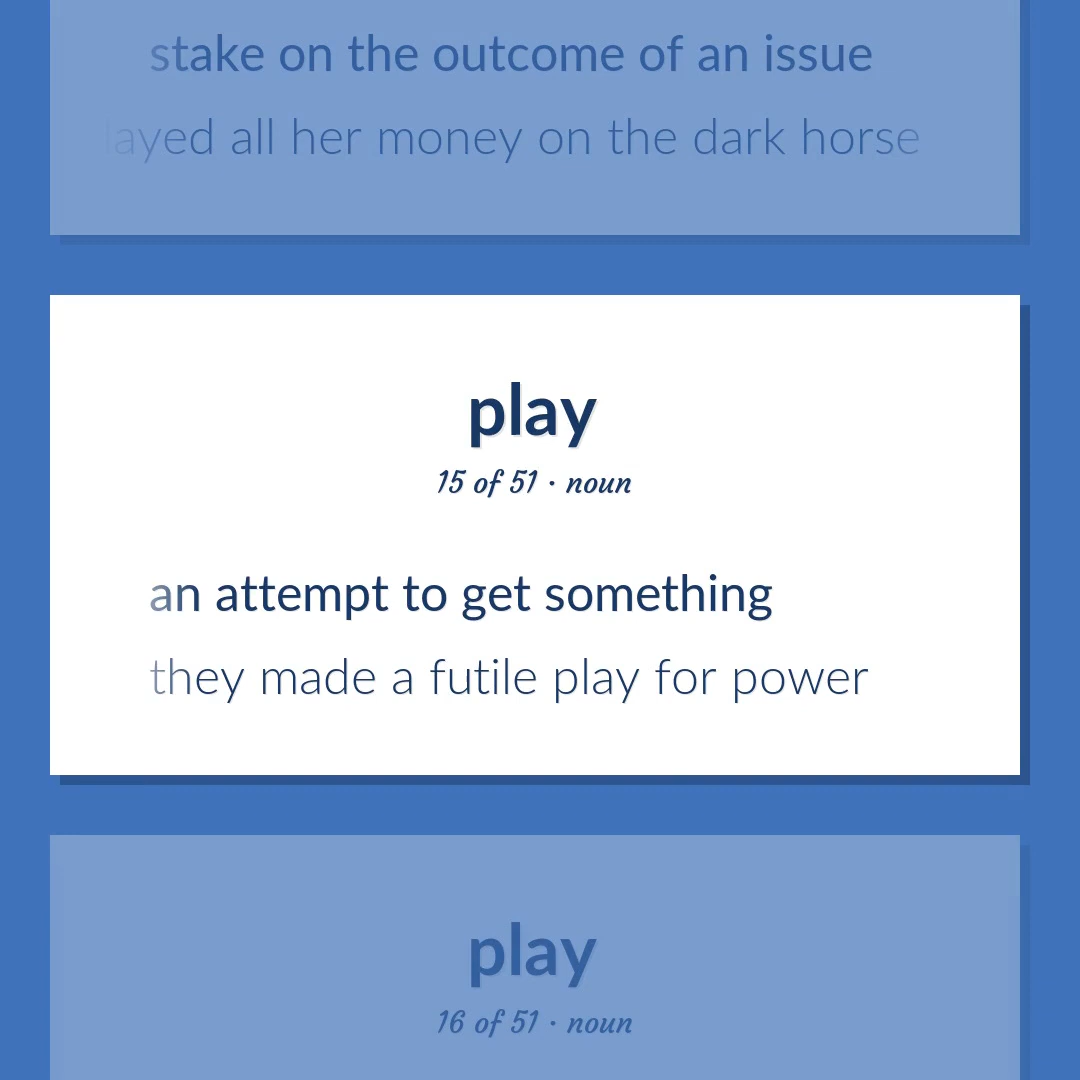 stake on the outcome of an issue
layed all her money on the dark horse
play
15 of 51 · noun
an attempt to get something
they made a futile play for power
play
16 of 51 · noun